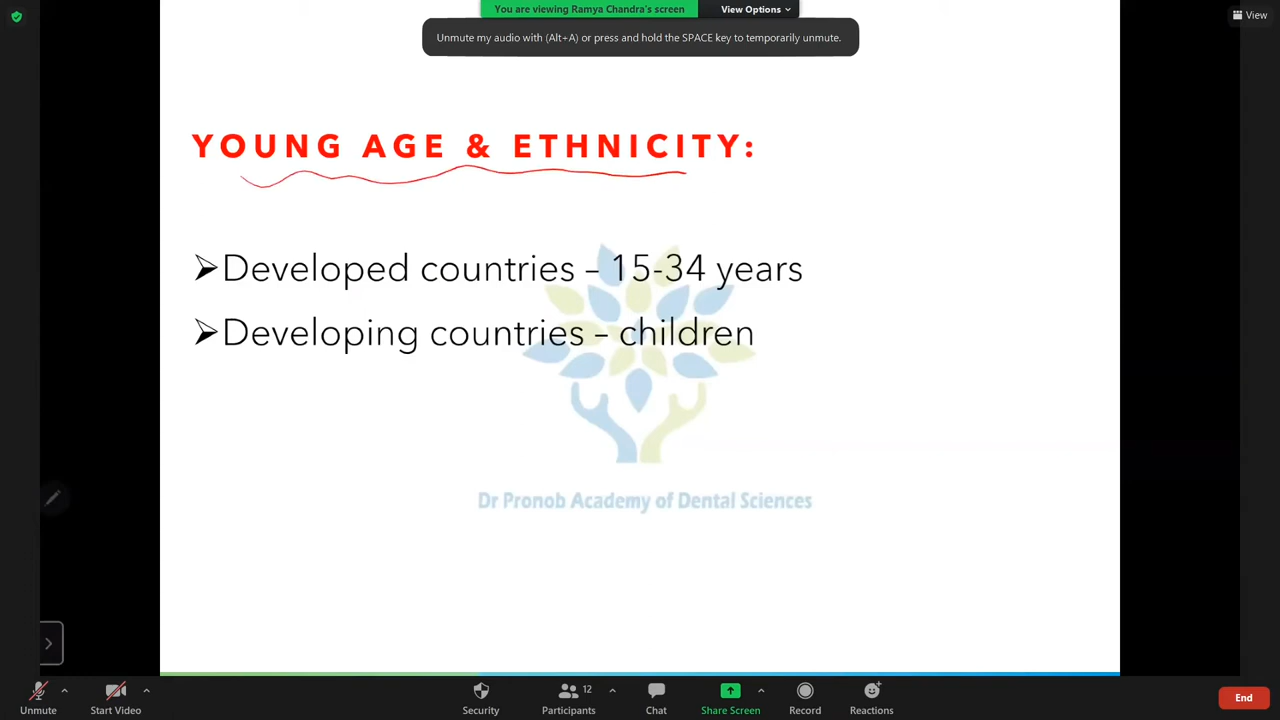 You are viewing Ramya Chandra's screen
View Options
View
Unmute my audio with (Alt+A) or press and hold the SPACE key to temporarily unmute.
YOUNG AGE & ETHNICITY:
➢Developed countries – 15-34 years
➢Developing countries – children
Dr Pronob Academy of Dental Sciences
Unmute
Start Video
Security
Participants 12
Chat
Share Screen
Record
Reactions
End